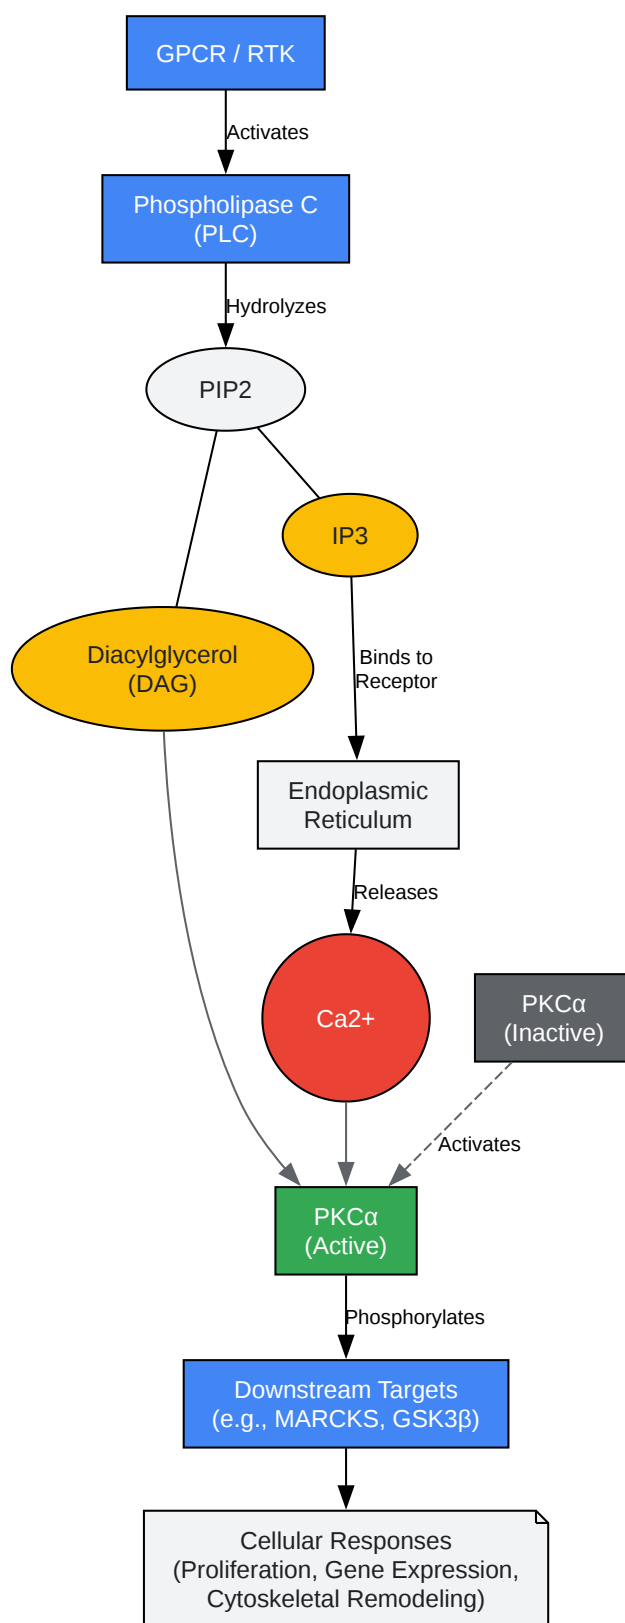 GPCR / RTK
Activates
Phospholipase C
(PLC)
Hydrolyzes
PIP2
IP3
Diacylglycerol
(DAG)
Binds to
Receptor
Endoplasmic
Reticulum
Releases
Ca2+
PKCα
(Inactive)
Activates
PKCα
(Active)
Phosphorylates
Downstream Targets
(e.g., MARCKS, GSK3β)
Cellular Responses
(Proliferation, Gene Expression,
Cytoskeletal Remodeling)